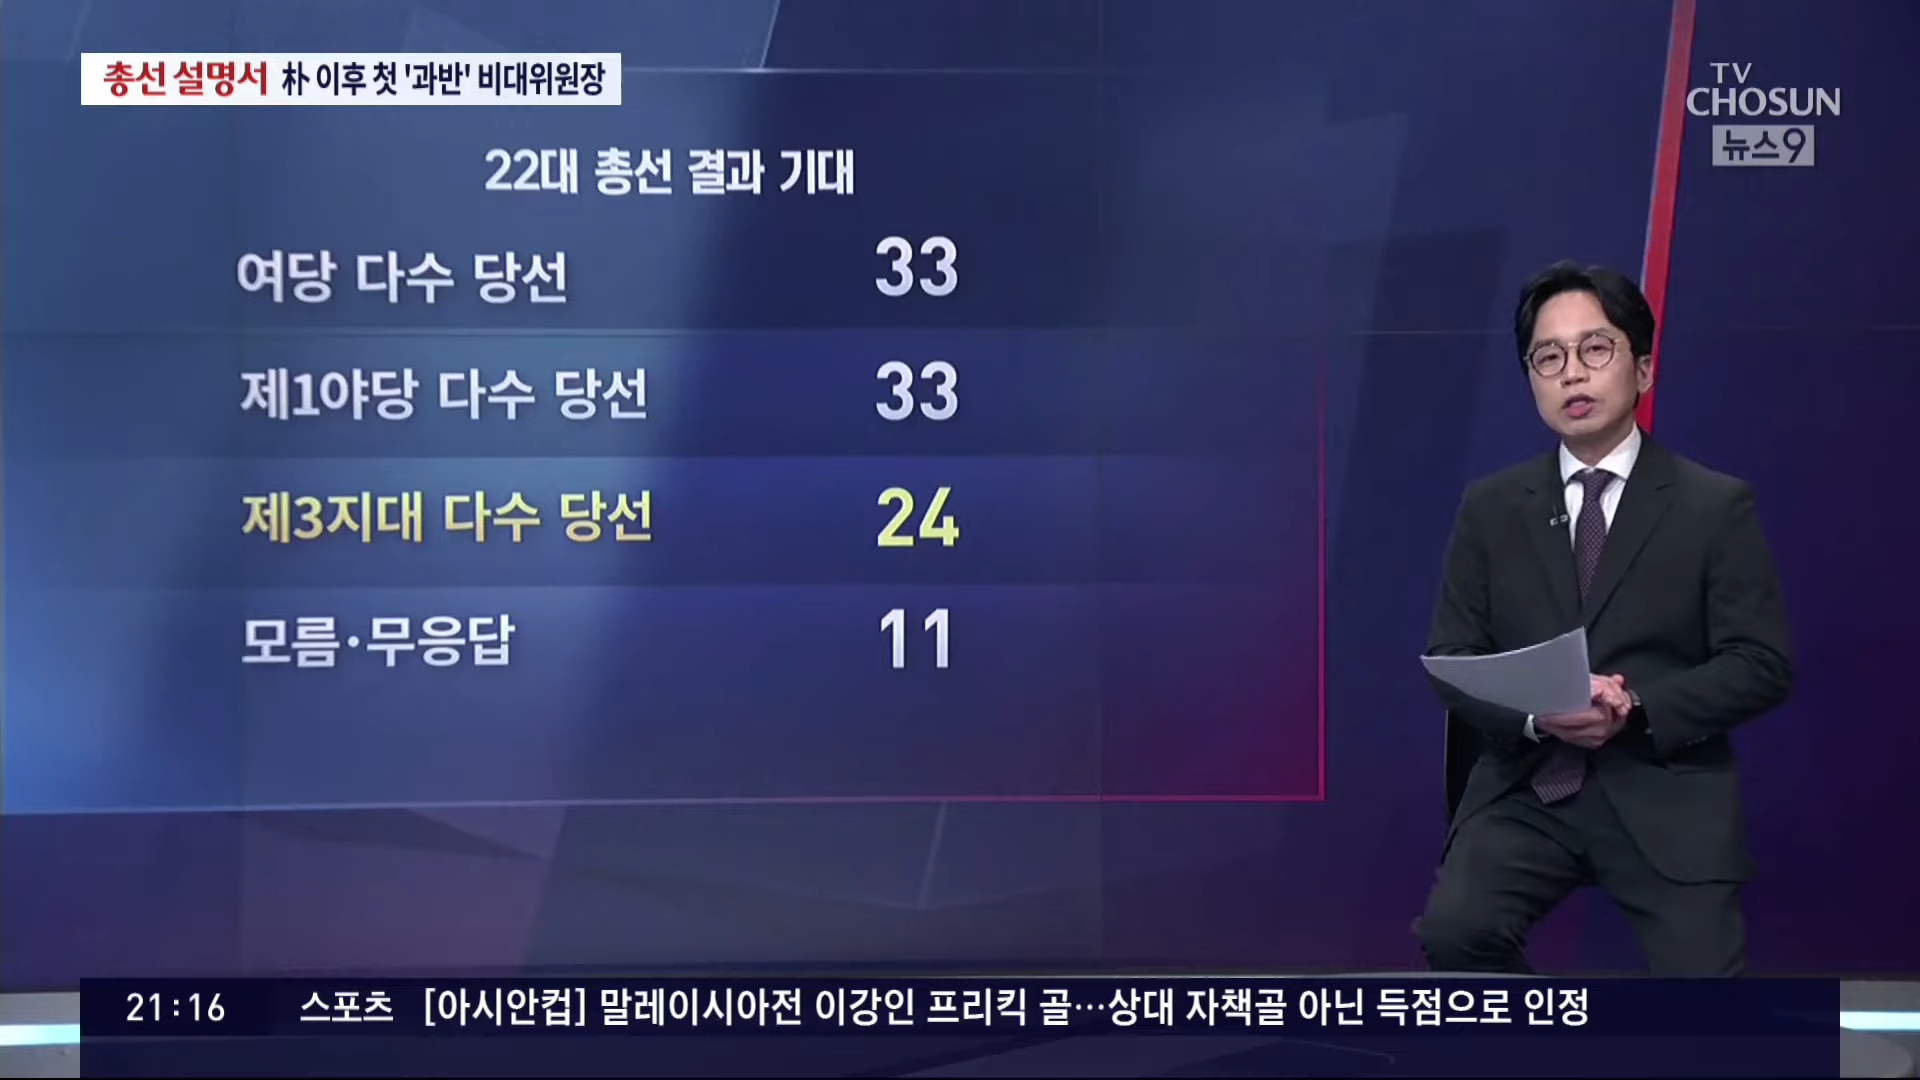 총선 설명서 朴 이후 첫 '과반' 비대위원장
TV
CHOSUN
뉴스9
22대 총선 결과 기대
여당 다수 당선 33
제1야당 다수 당선 33
제3지대 다수 당선 24
모름·무응답 11
21:16 스포츠 [아시안컵] 말레이시아전 이강인 프리킥 골…상대 자책골 아닌 득점으로 인정